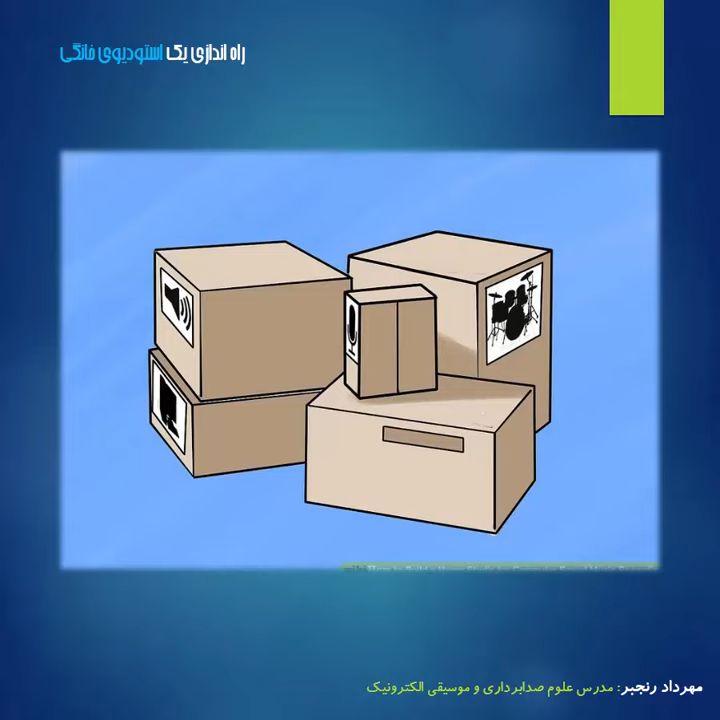 راه اندازی یک استودیوی خانگی
مهرداد رنجبر: مدرس علوم صدابرداری و موسیقی الکترونیک